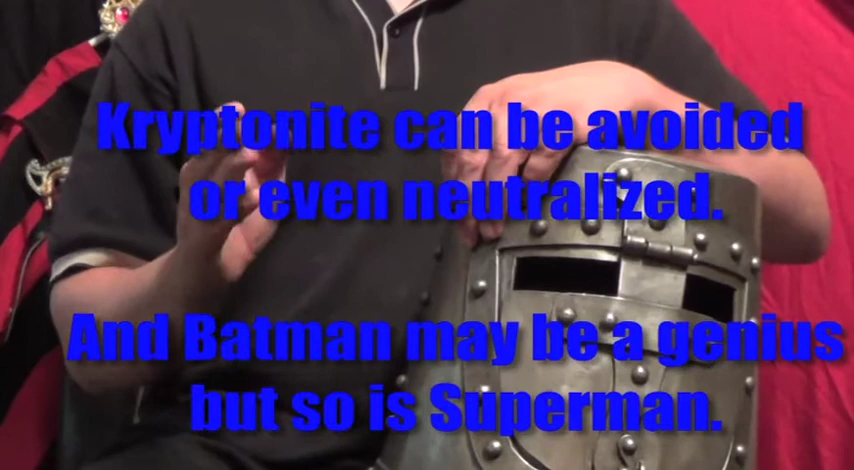 Kryptonite can be avoided
or even neutralized.
And Batman may be a genius
but so is Superman.